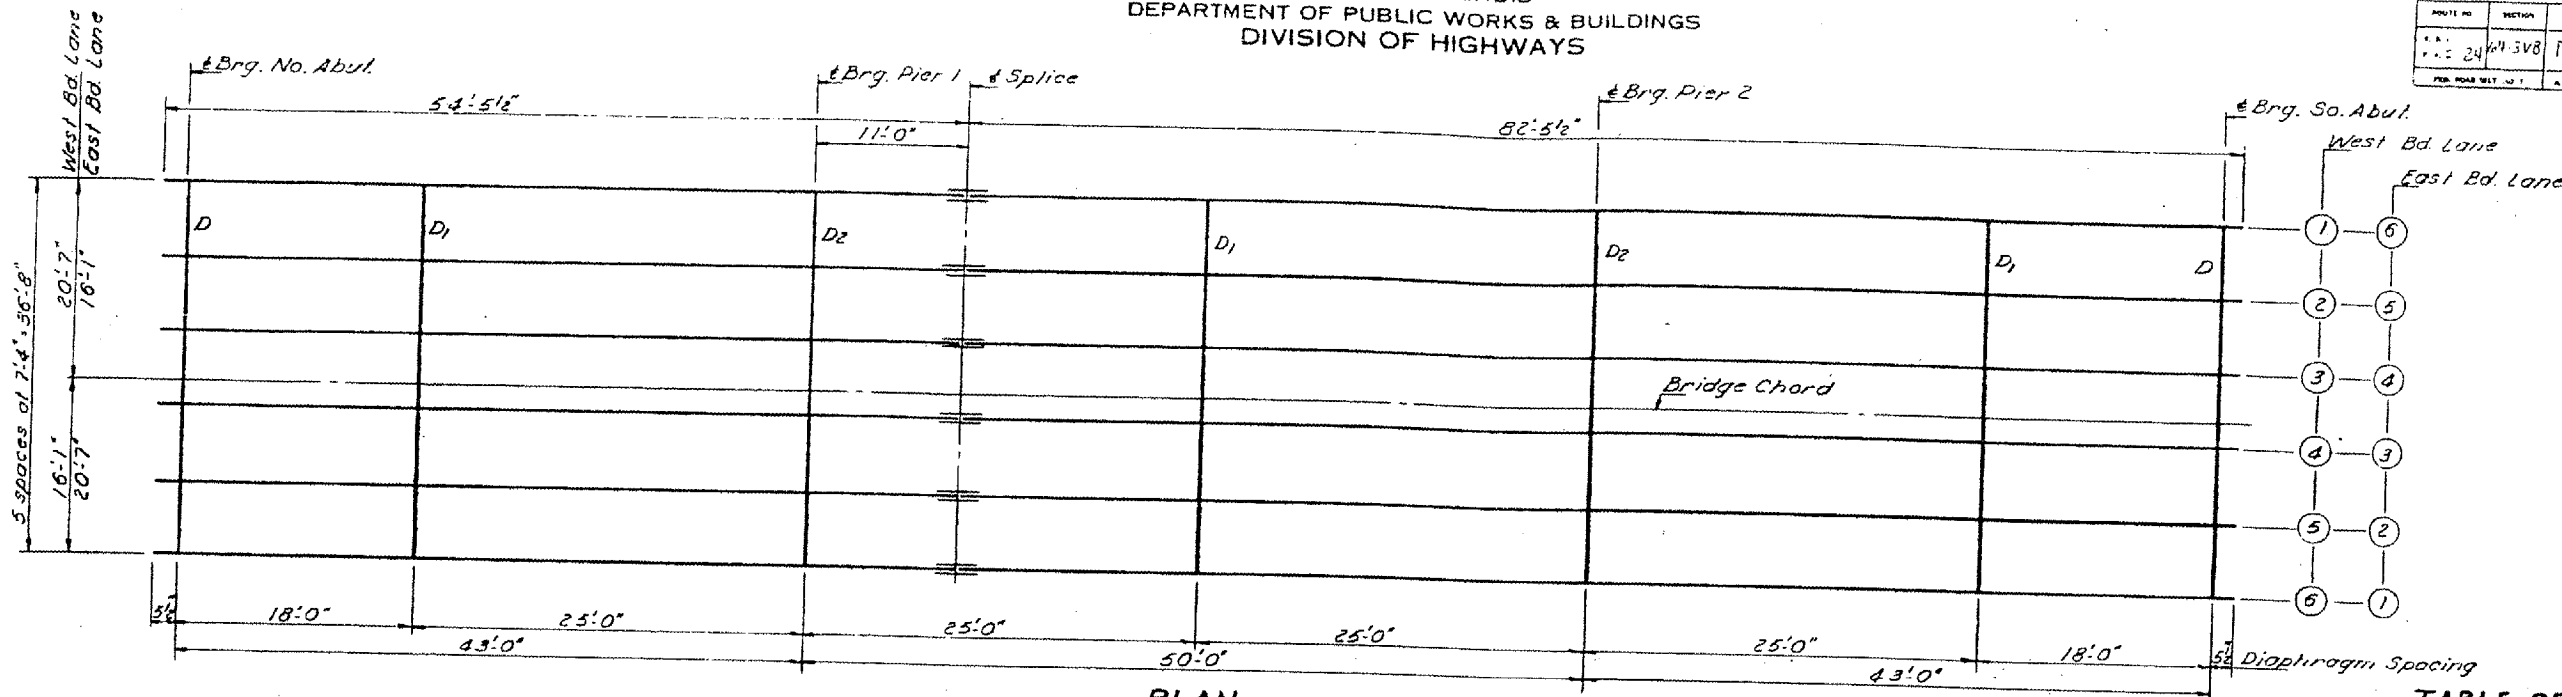 DEPARTMENT OF PUBLIC WORKS & BUILDINGS
DIVISION OF HIGHWAYS
ROUTE NO. SECTION
24
West Bd. Lane
East Bd. Lane
℄ Brg. No. Abut.
℄ Brg. Pier 1
℄ Splice
℄ Brg. Pier 2
℄ Brg. So. Abut.
54'-5½"
82'-5½"
11'-0"
West Bd. Lane
East Bd. Lane
D
D1
D2
D1
D2
D1
D
1 6
2 5
3 4
4 3
5 2
6 1
5 spaces at 7'-4" = 36'-8"
20'-7"
16'-1"
16'-1"
20'-7"
Bridge Chord
5½"
18'-0"
25'-0"
25'-0"
25'-0"
25'-0"
18'-0"
5½"
Diaphragm Spacing
43'-0"
50'-0"
43'-0"
PLAN